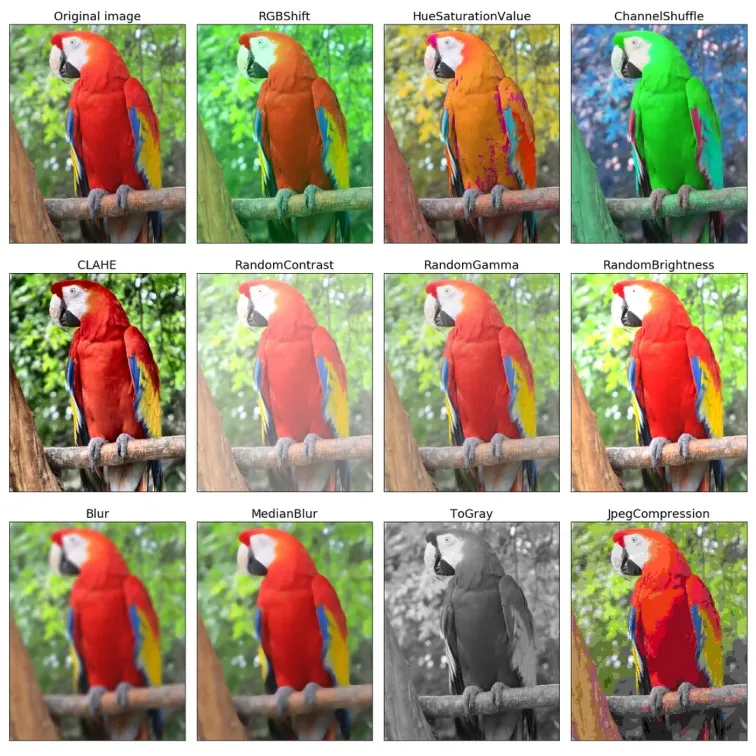 Original image
RGBShift
HueSaturationValue
ChannelShuffle
CLAHE
RandomContrast
RandomGamma
RandomBrightness
Blur
MedianBlur
ToGray
JpegCompression